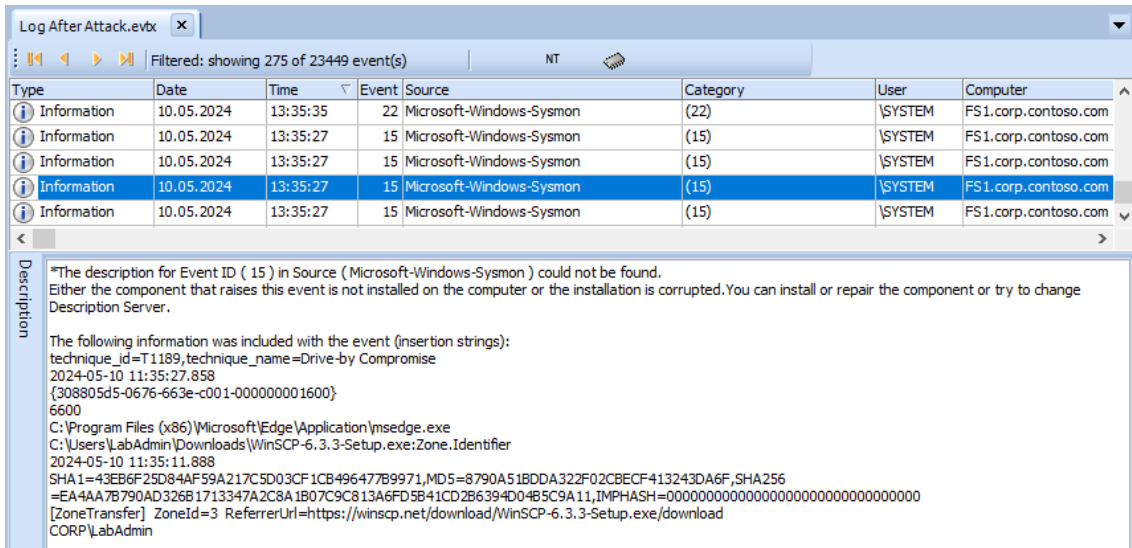 Log After Attack.evtx
Filtered: showing 275 of 23449 event(s) NT
Type Date Time Event Source Category User Computer
Information 10.05.2024 13:35:35 22 Microsoft-Windows-Sysmon (22) \SYSTEM FS1.corp.contoso.com
Information 10.05.2024 13:35:27 15 Microsoft-Windows-Sysmon (15) \SYSTEM FS1.corp.contoso.com
Information 10.05.2024 13:35:27 15 Microsoft-Windows-Sysmon (15) \SYSTEM FS1.corp.contoso.com
Information 10.05.2024 13:35:27 15 Microsoft-Windows-Sysmon (15) \SYSTEM FS1.corp.contoso.com
Information 10.05.2024 13:35:27 15 Microsoft-Windows-Sysmon (15) \SYSTEM FS1.corp.contoso.com
Description
*The description for Event ID ( 15 ) in Source ( Microsoft-Windows-Sysmon ) could not be found.
Either the component that raises this event is not installed on the computer or the installation is corrupted.You can install or repair the component or try to change
Description Server.
The following information was included with the event (insertion strings):
technique_id=T1189,technique_name=Drive-by Compromise
2024-05-10 11:35:27.858
{308805d5-0676-663e-c001-000000001600}
6600
C:\Program Files (x86)\Microsoft\Edge\Application\msedge.exe
C:\Users\LabAdmin\Downloads\WinSCP-6.3.3-Setup.exe:Zone.Identifier
2024-05-10 11:35:11.888
SHA1=43EB6F25D84AF59A217C5D03CF1CB496477B9971,MD5=8790A51BDDA322F02CBECF413243DA6F,SHA256
=EA4AA7B790AD326B1713347A2C8A1B07C9C813A6FD5B41CD2B6394D04B5C9A11,IMPHASH=00000000000000000000000000000000
[ZoneTransfer] ZoneId=3 ReferrerUrl=https://winscp.net/download/WinSCP-6.3.3-Setup.exe/download
CORP\LabAdmin